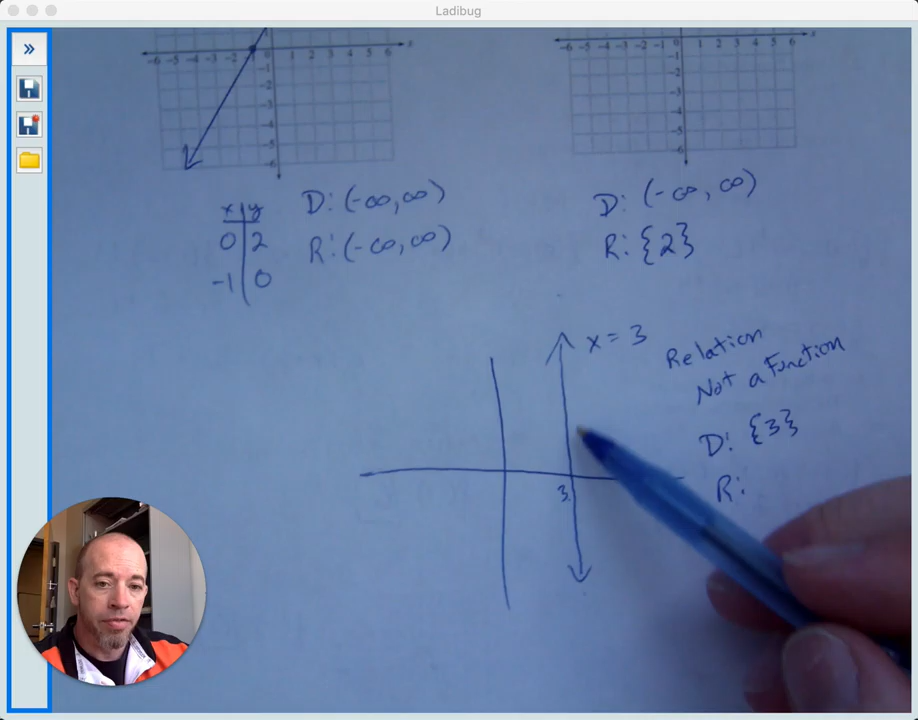 Ladibug
»
-6 -5 -4 -3 -2 -1 0 1 2 3 4 5 6 x
-1
-2
-3
-4
-5
-6
-6 -5 -4 -3 -2 -1 0 1 2 3 4 5 6 x
-1
-2
-3
-4
-5
-6
x y
0 2
-1 0
D: (-∞, ∞)
R: (-∞, ∞)
D: (-∞, ∞)
R: {2}
x = 3
3
Relation
Not a Function
D: {3}
R: